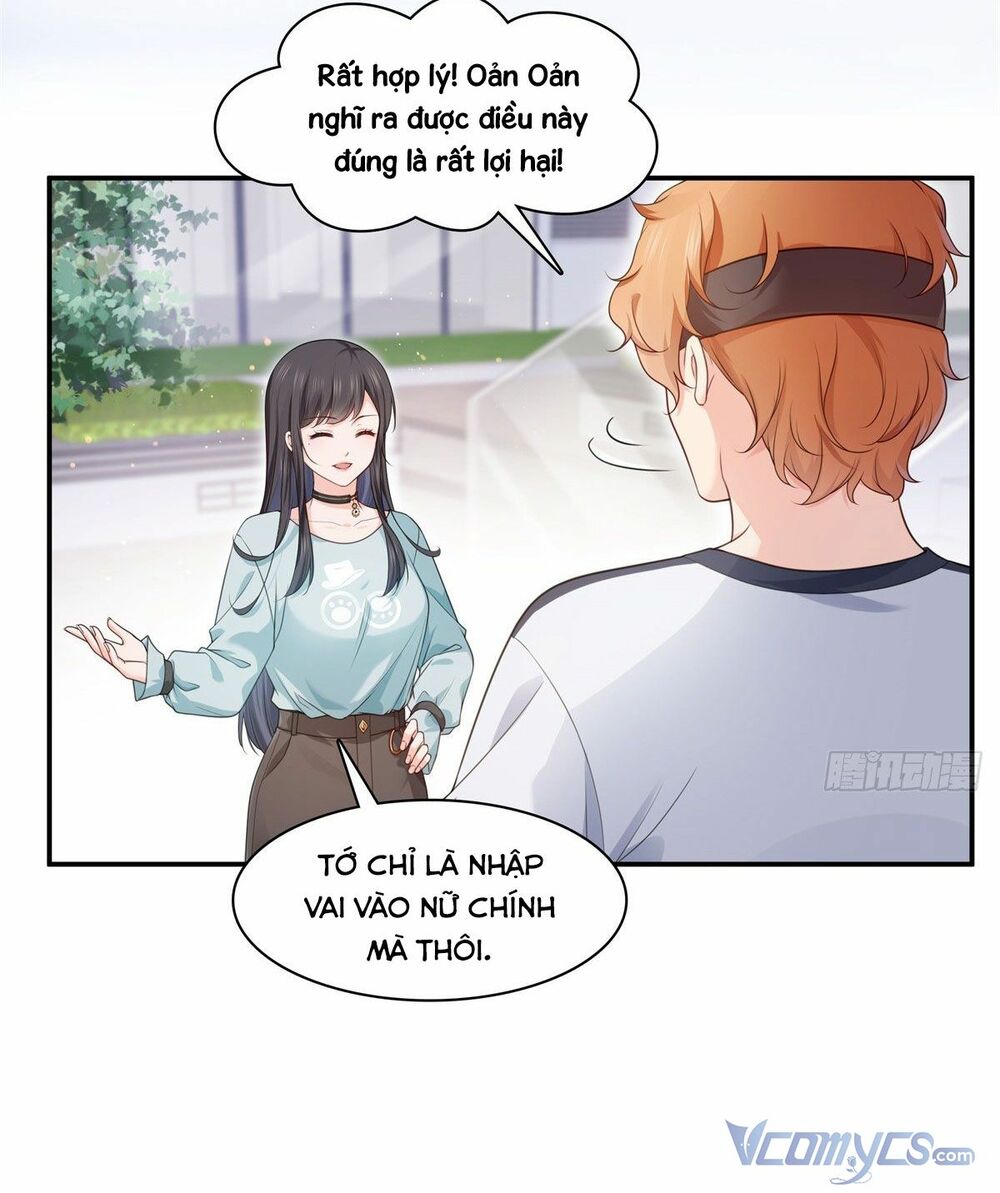 Rất hợp lý! Oản Oản
nghĩ ra được điều này
đúng là rất lợi hại!
腾讯动漫
TỚ CHỈ LÀ NHẬP
VAI VÀO NỮ CHÍNH
MÀ THÔI.
VCOMYCS.com